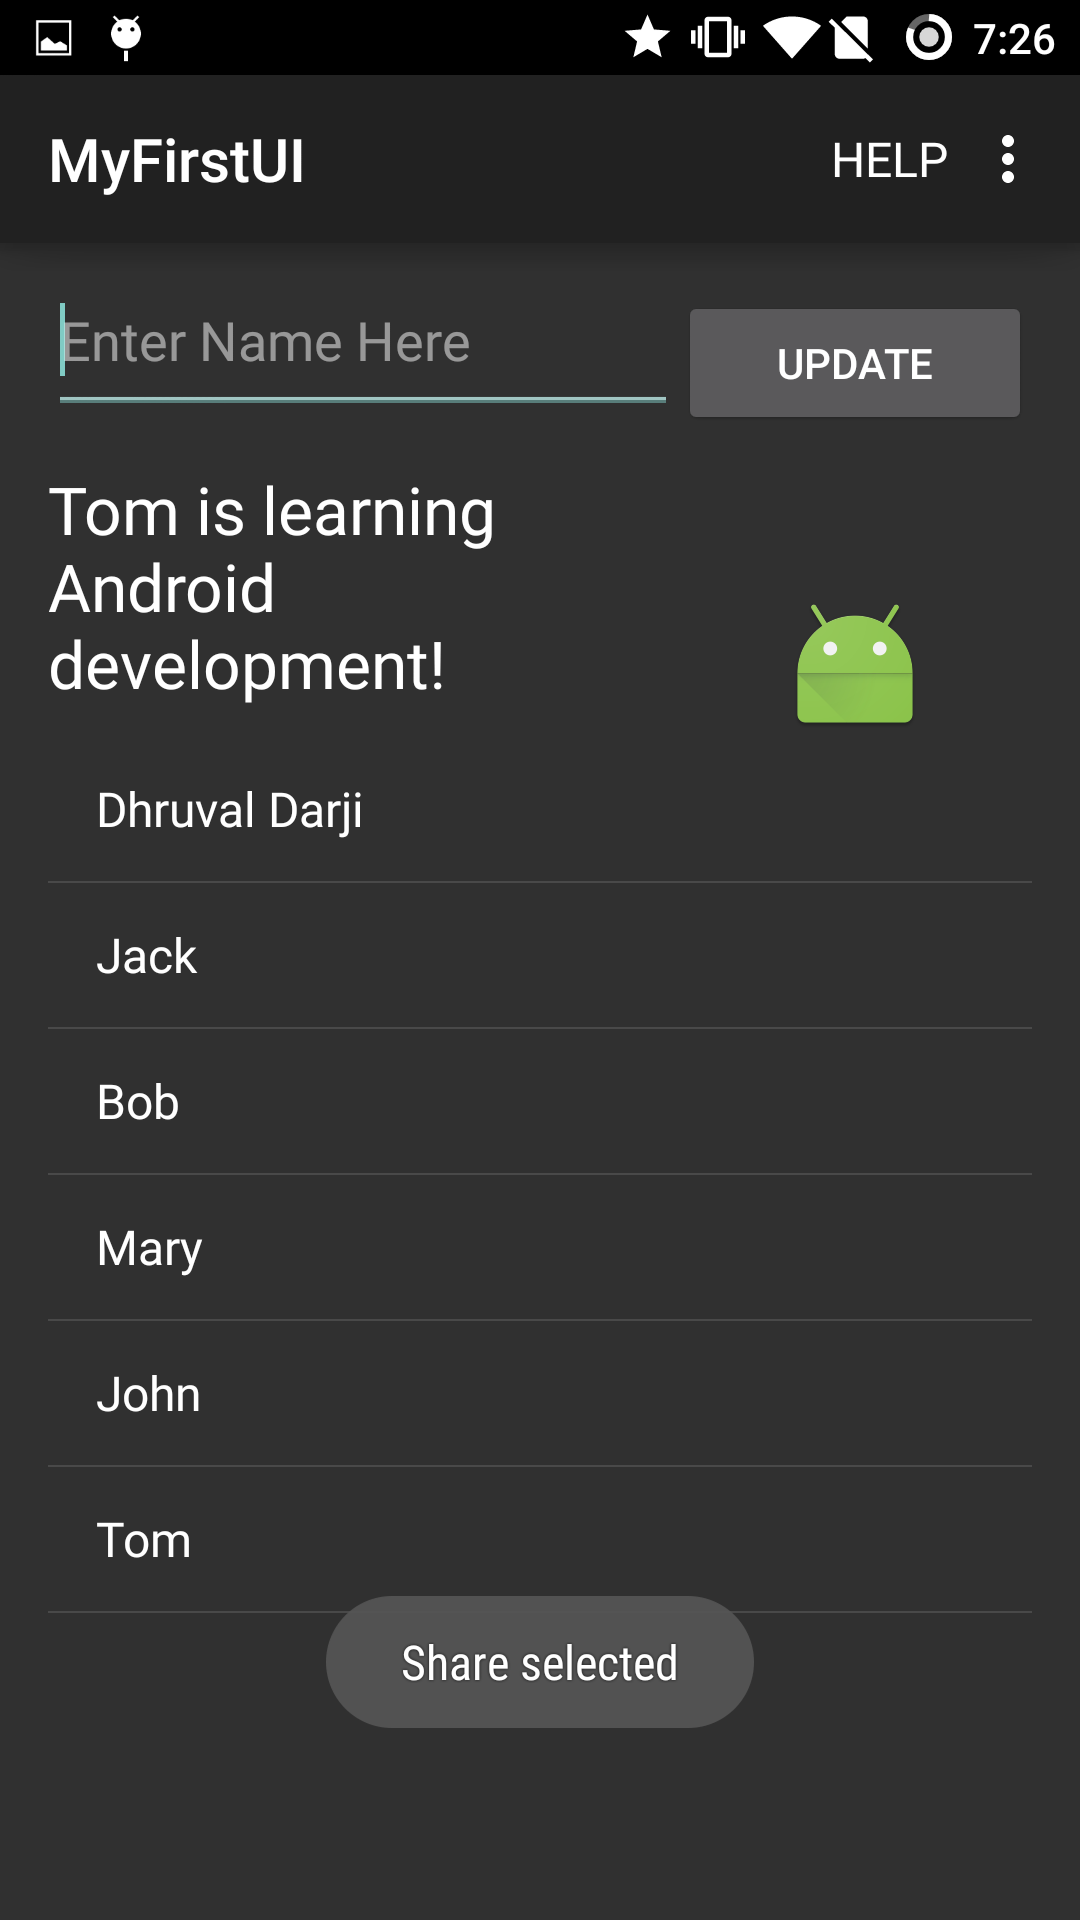 7:26
MyFirstUI
HELP
Enter Name Here
UPDATE
Tom is learning
Android
development!
Dhruval Darji
Jack
Bob
Mary
John
Tom
Share selected